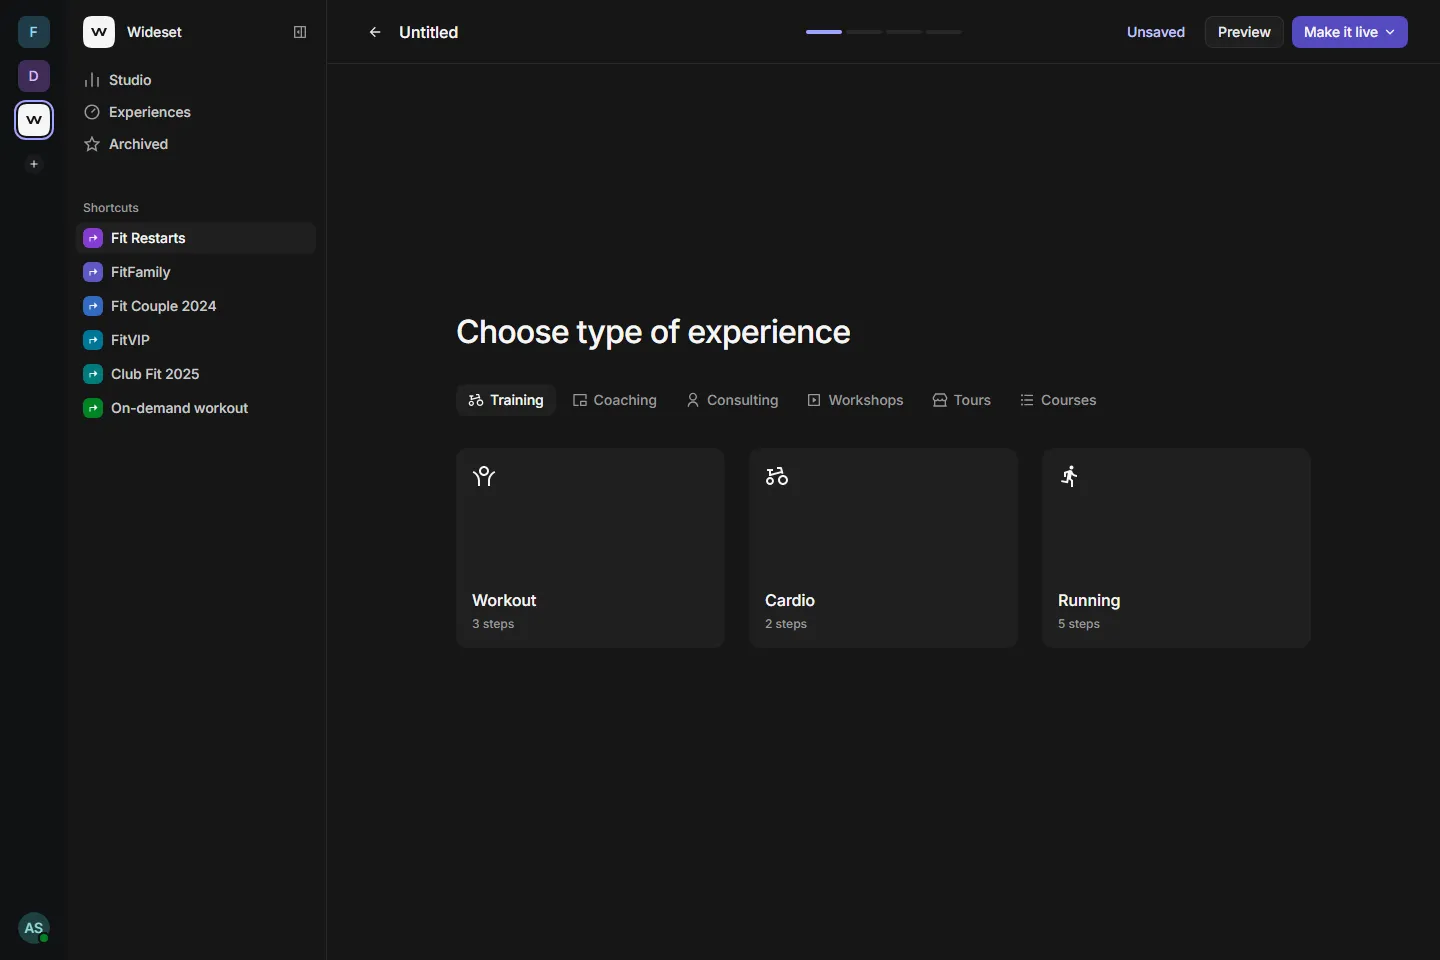 F
D
W
+
AS
W Wideset
Studio
Experiences
Archived
Shortcuts
Fit Restarts
FitFamily
Fit Couple 2024
FitVIP
Club Fit 2025
On-demand workout
Untitled
Unsaved
Preview
Make it live
Choose type of experience
Training Coaching Consulting Workshops Tours Courses
Workout
3 steps
Cardio
2 steps
Running
5 steps